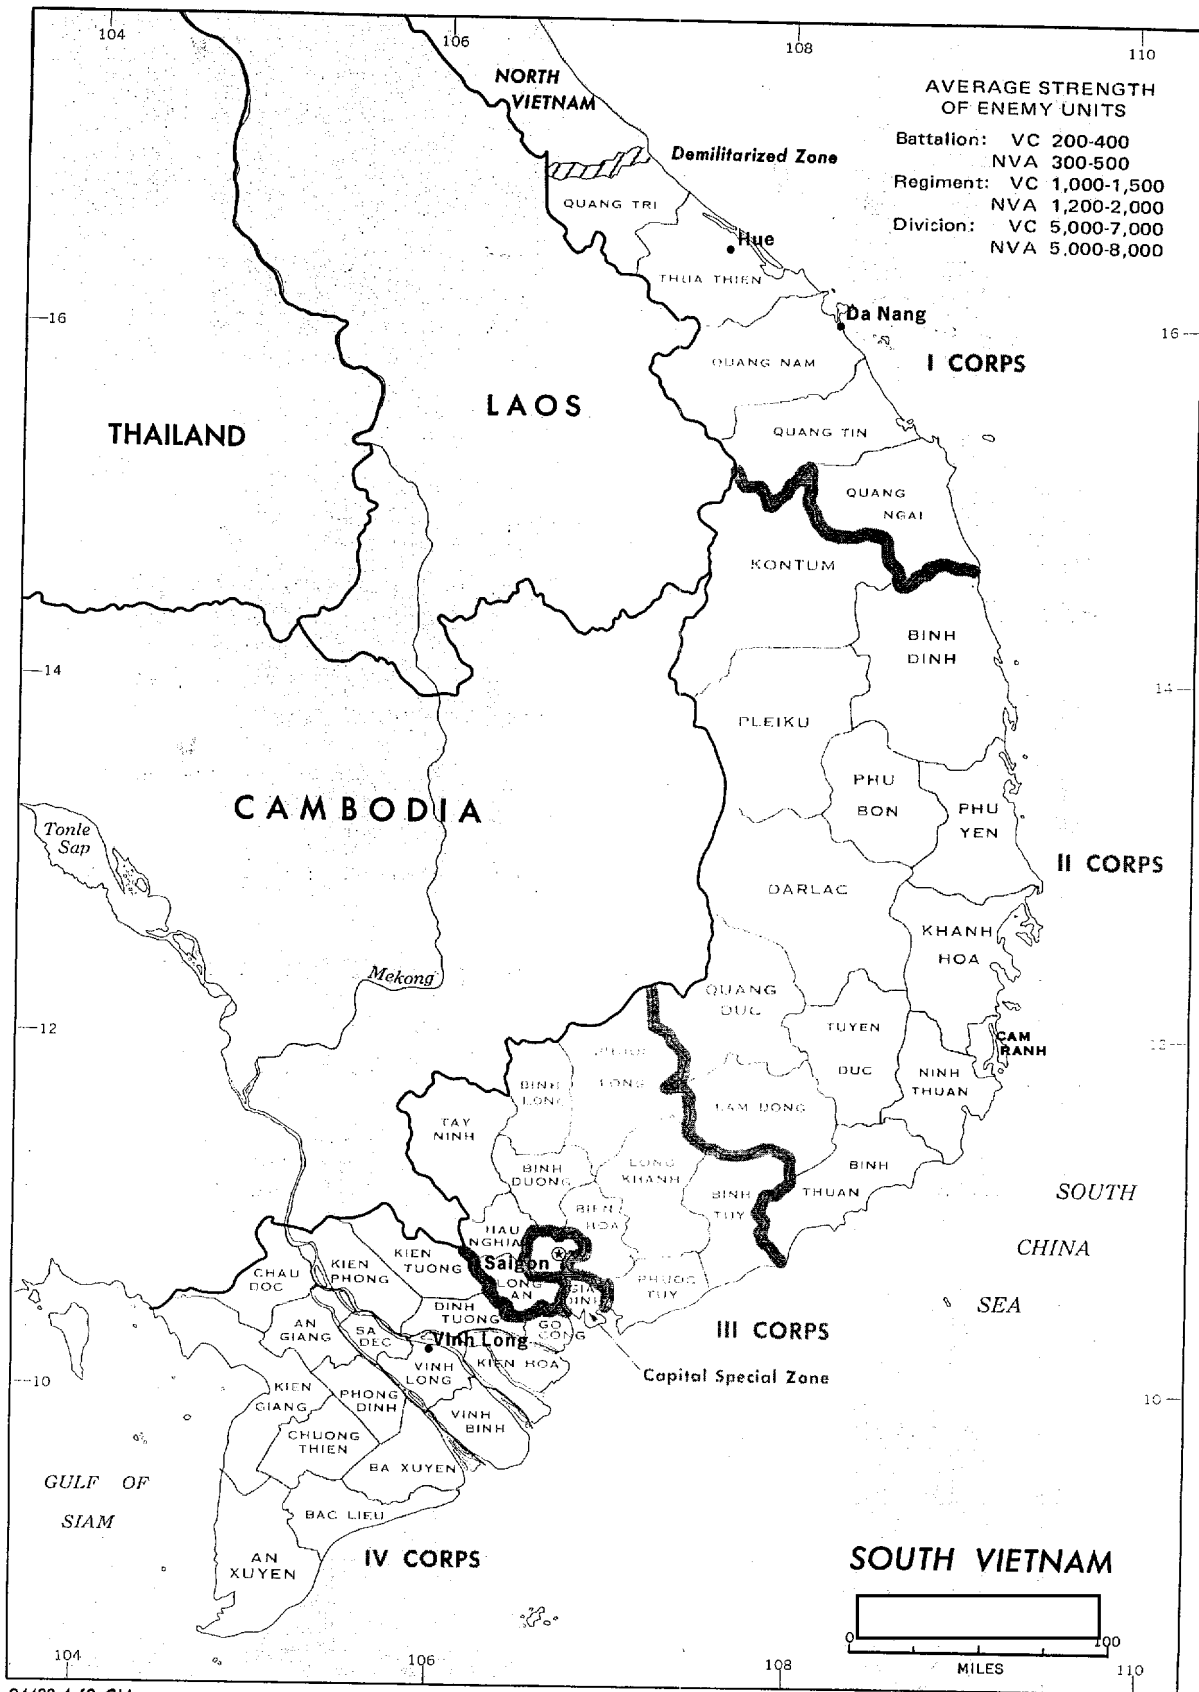 104
106
108
110
NORTH
VIETNAM
AVERAGE STRENGTH
OF ENEMY UNITS
Battalion: VC 200-400
NVA 300-500
Regiment: VC 1,000-1,500
NVA 1,200-2,000
Division: VC 5,000-7,000
NVA 5,000-8,000
Demilitarized Zone
QUANG TRI
Hue
THUA THIEN
16
Da Nang
16
QUANG NAM
I CORPS
LAOS
THAILAND
QUANG TIN
QUANG
NGAI
KONTUM
BINH
DINH
14
14
PLEIKU
PHU
BON
CAMBODIA
PHU
YEN
Tonle
Sap
II CORPS
DARLAC
KHANH
HOA
Mekong
QUANG
DUC
12
TUYEN
DUC
CAM
RANH
12
NINH
THUAN
LONG
BINH
LONG
LAM DONG
TAY
NINH
BINH
DUONG
LONG
KHANH
BINH
THUAN
BINH
TUY
SOUTH
CHINA
SEA
BIEN
HOA
HAU
NGHIA
Saigon
KIEN
TUONG
KIEN
PHONG
CHAU
DOC
LONG
AN
GIA
DINH
PHUOC
TUY
DINH
TUONG
GO
CONG
AN
GIANG
SA
DEC
Vinh Long
III CORPS
KIEN HOA
VINH
LONG
Capital Special Zone
10
10
KIEN
GIANG
PHONG
DINH
VINH
BINH
CHUONG
THIEN
BA XUYEN
GULF OF
SIAM
BAC LIEU
IV CORPS
AN
XUYEN
SOUTH VIETNAM
0
100
MILES
104
106
108
110